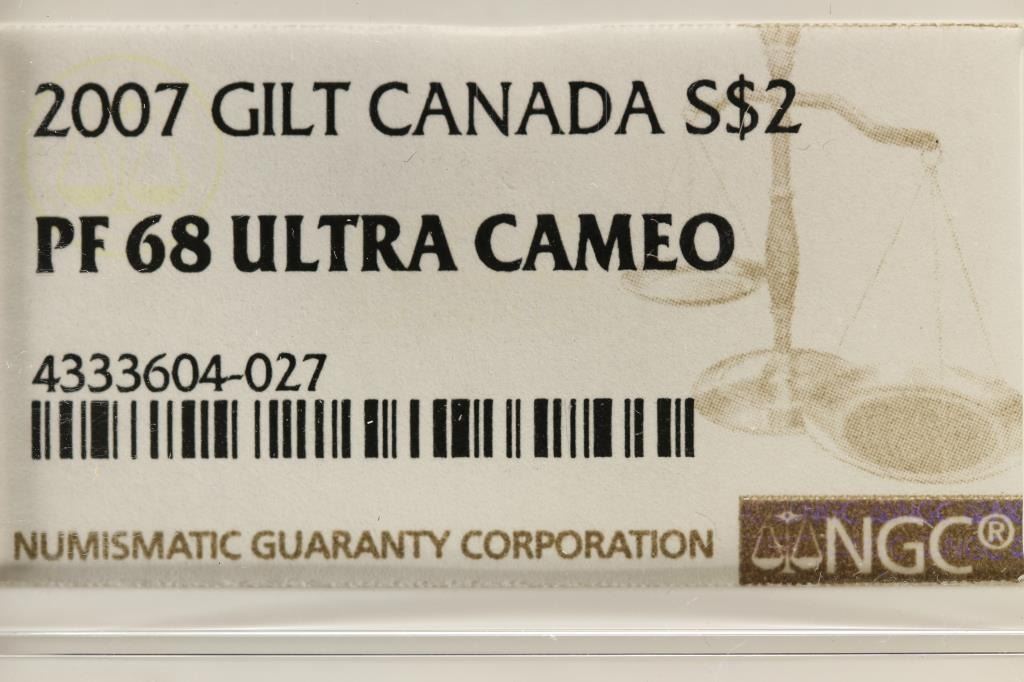 2007 GILT CANADA S$2
PF 68 ULTRA CAMEO
4333604-027
NUMISMATIC GUARANTY CORPORATION
NGC®